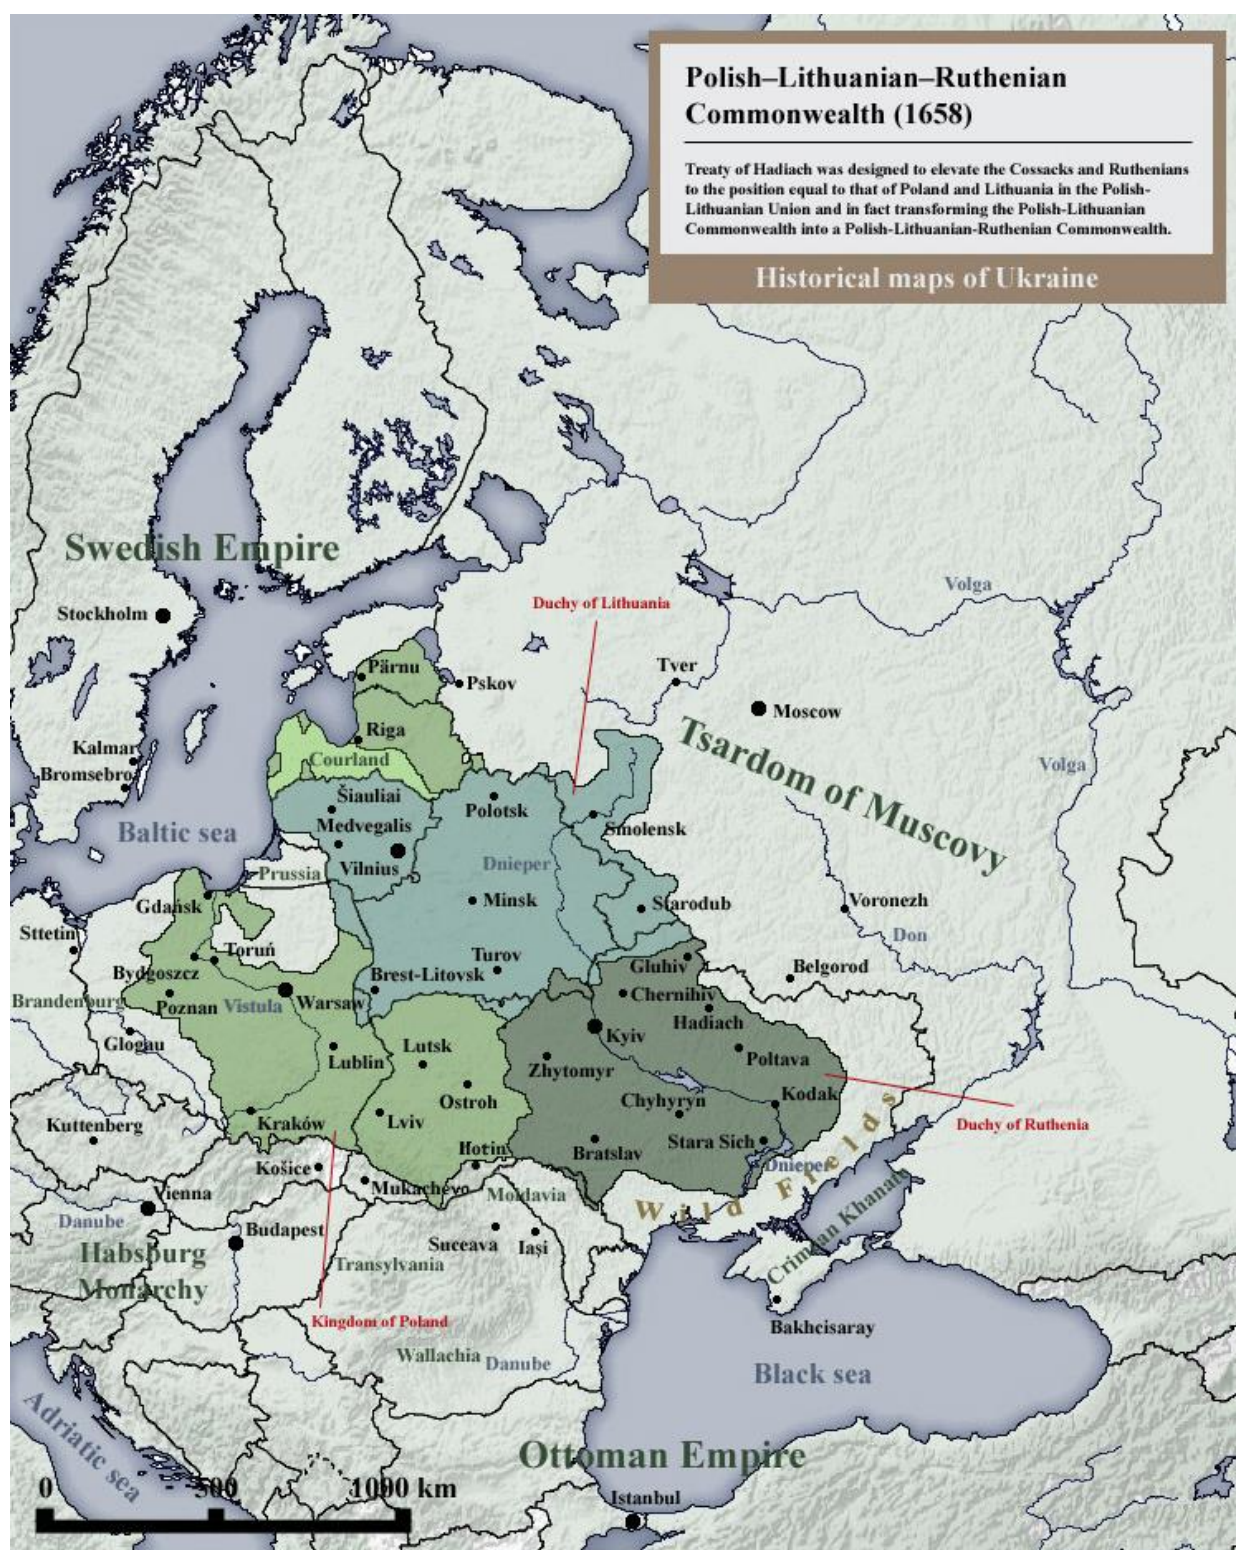 Polish–Lithuanian–Ruthenian
Commonwealth (1658)
Treaty of Hadiach was designed to elevate the Cossacks and Ruthenians
to the position equal to that of Poland and Lithuania in the Polish-
Lithuanian Union and in fact transforming the Polish-Lithuanian
Commonwealth into a Polish-Lithuanian-Ruthenian Commonwealth.
Historical maps of Ukraine
Swedish Empire
Volga
Duchy of Lithuania
Stockholm
Tver
Pärnu
Pskov
Moscow
Riga
Tsardom of Muscovy
Kalmar
Courland
Volga
Bromsebro
Šiauliai
Polotsk
Medvegalis
Smolensk
Baltic sea
Vilnius
Dnieper
Prussia
Gdańsk
Minsk
Starodub
Voronezh
Sttetin
Don
Toruń
Turov
Gluhiv
Belgorod
Bydgoszcz
Brest-Litovsk
Chernihiv
Brandenburg
Poznan
Vistula
Warsaw
Hadiach
Kyiv
Glogau
Lutsk
Poltava
Lublin
Zhytomyr
Kodak
Ostroh
Chyhyryn
Kuttenberg
Kraków
Lviv
Duchy of Ruthenia
Stara Sich
Hotin
Bratslav
Košice
Dnieper
Mukachevo
Moldavia
Wild Ffields
Vienna
Crimean Khanate
Danube
Budapest
Suceava
Iaşi
Habsburg
Monarchy
Transylvania
Kingdom of Poland
Bakhcisaray
Wallachia
Danube
Black sea
Adriatic sea
Ottoman Empire
0 500 1000 km
Istanbul